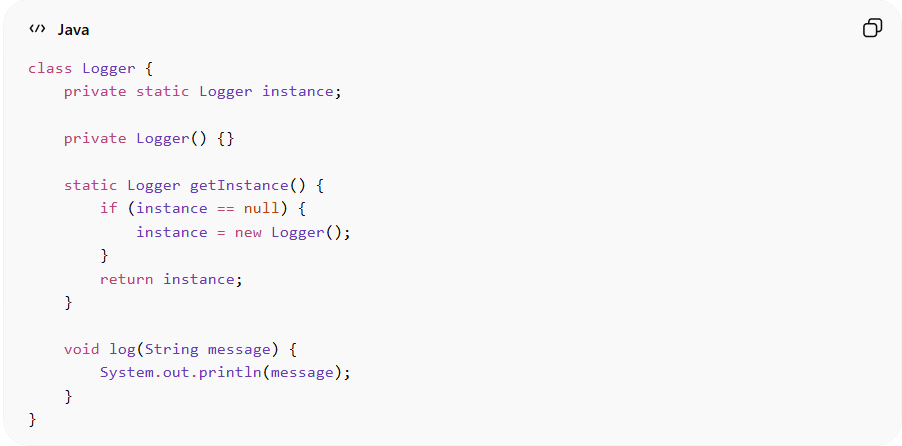 Java
class Logger {
    private static Logger instance;

    private Logger() {}

    static Logger getInstance() {
        if (instance == null) {
            instance = new Logger();
        }
        return instance;
    }

    void log(String message) {
        System.out.println(message);
    }
}